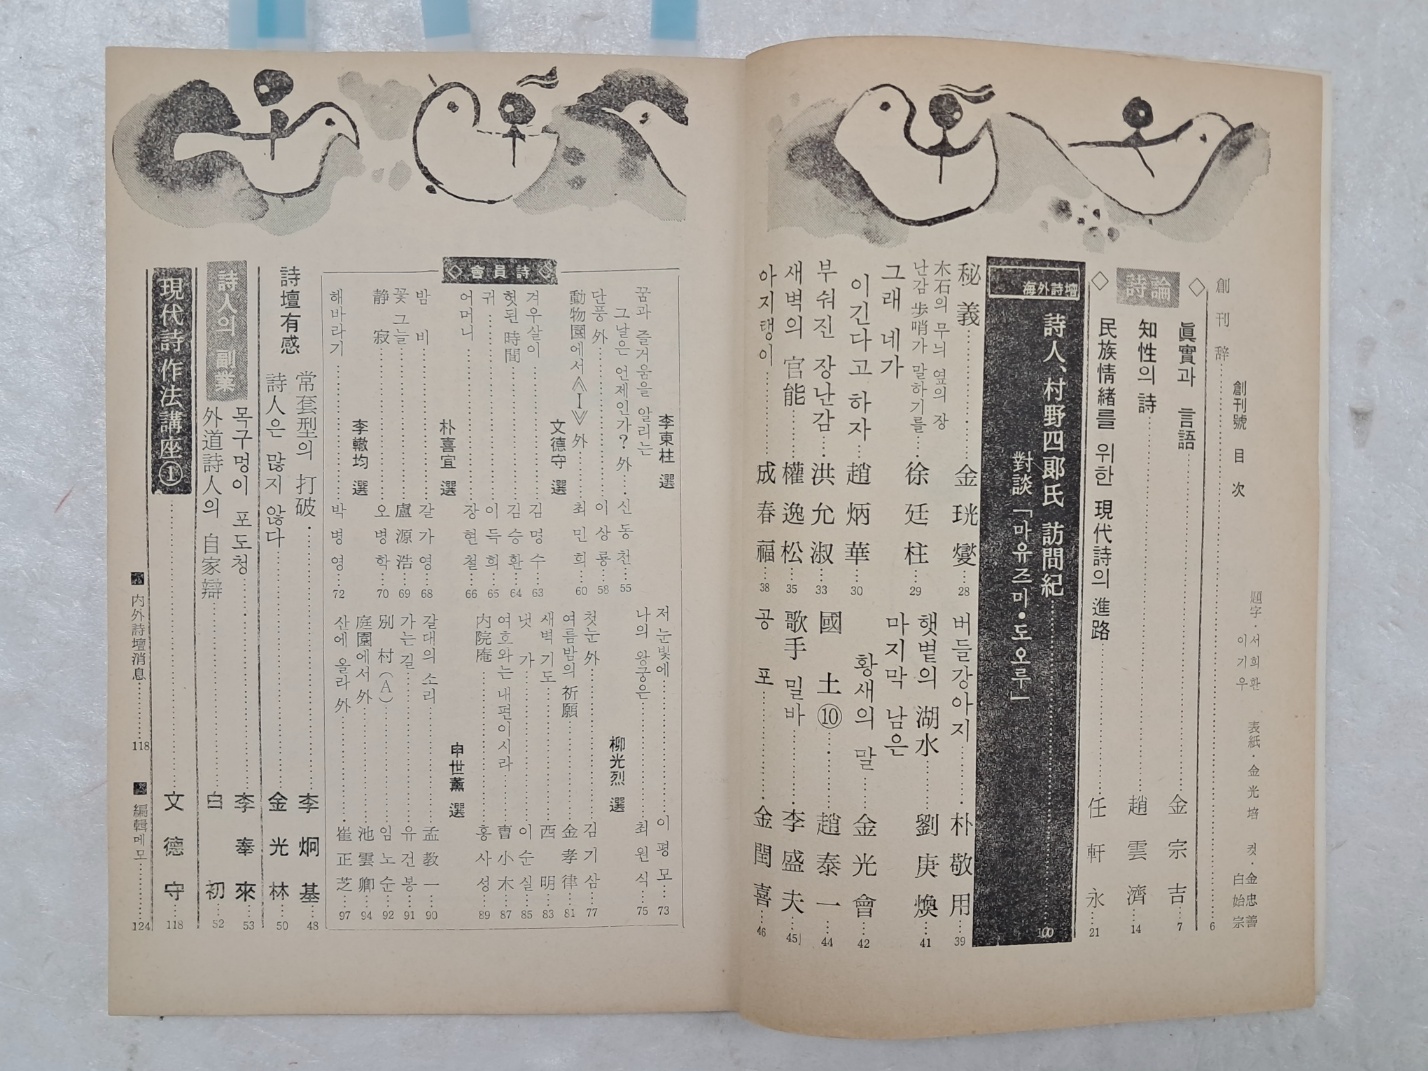 創刊號 目次
題字·서희환
이기우
表紙 金光培
컷·金忠善
白始宗
創刊辞……6
◇詩論◇
眞實과 言語……金宗吉……7
知性의 詩……趙雲濟……14
民族情緖를 위한 現代詩의 進路……任軒永……21
海外詩壇
詩人、村野四郞氏 訪問紀……100
對談「마유즈미·도오루」
秘義……金珖燮……28
木石의 무늬 옆의 장
난감 歩哨가 말하기를
그래 네가……徐廷柱……29
이긴다고 하자……趙炳華……30
부숴진 장난감……洪允淑……33
새벽의 官能……權逸松……35
아지랭이……成春福……38
버들강아지……朴敬用……39
햇볕의 湖水……劉庚煥……41
마지막 남은
황새의 말……金光會……42
國土⑩……趙泰一……44
歌手 밀바……李盛夫……45
공포……金閏喜……46
◇會員詩◇
李東柱 選
꿈과 즐거움을 알리는
그날은 언제인가? 外……신동천……55
단풍 外……이상룡……58
動物園에서≪Ⅰ≫外……최민희……60
文德守 選
겨우살이……김명수……63
헛된 時間……김승환……64
귀……이득희……65
어머니……장현철……66
朴喜宜 選
밤비……갈가영……68
꽃그늘……盧源浩……69
静寂……오병학……70
李轍均 選
해바라기……박병영……72
저 눈빛에……이평모……73
나의 왕궁은……최원식……75
柳光烈 選
첫눈 外……김기삼……77
여름밤의 祈願……金孝律……81
새벽 기도……西明……83
냇가……이순실……85
여호와는 내편이시라……曺小木……87
内院庵……홍사성……89
申世薰 選
갈대의 소리……孟敎一……90
가는 길……유건봉……91
別村(A)……임노순……92
庭園에서 外……池雲卿……94
산에 올라 外……崔正芝……97
詩壇有感
常套型의 打破……李炯基……48
詩人은 많지 않다……金光林……50
詩人의 副業
목구멍이 포도청……李奉來……53
外道詩人의 自家辯……白初……52
現代詩作法講座①……文德守……118
内外詩壇消息……118
編輯메모……124